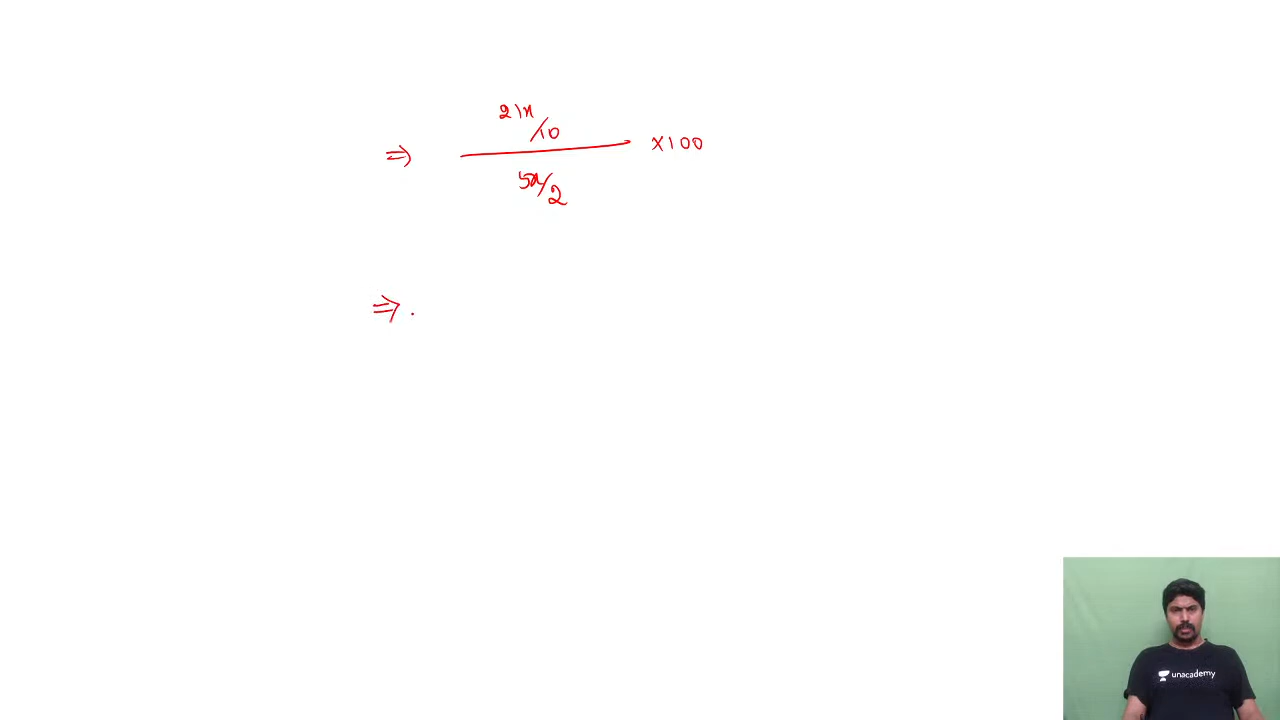 ⇒ 21x/10 ×100
5x/2
⇒ .
unacademy